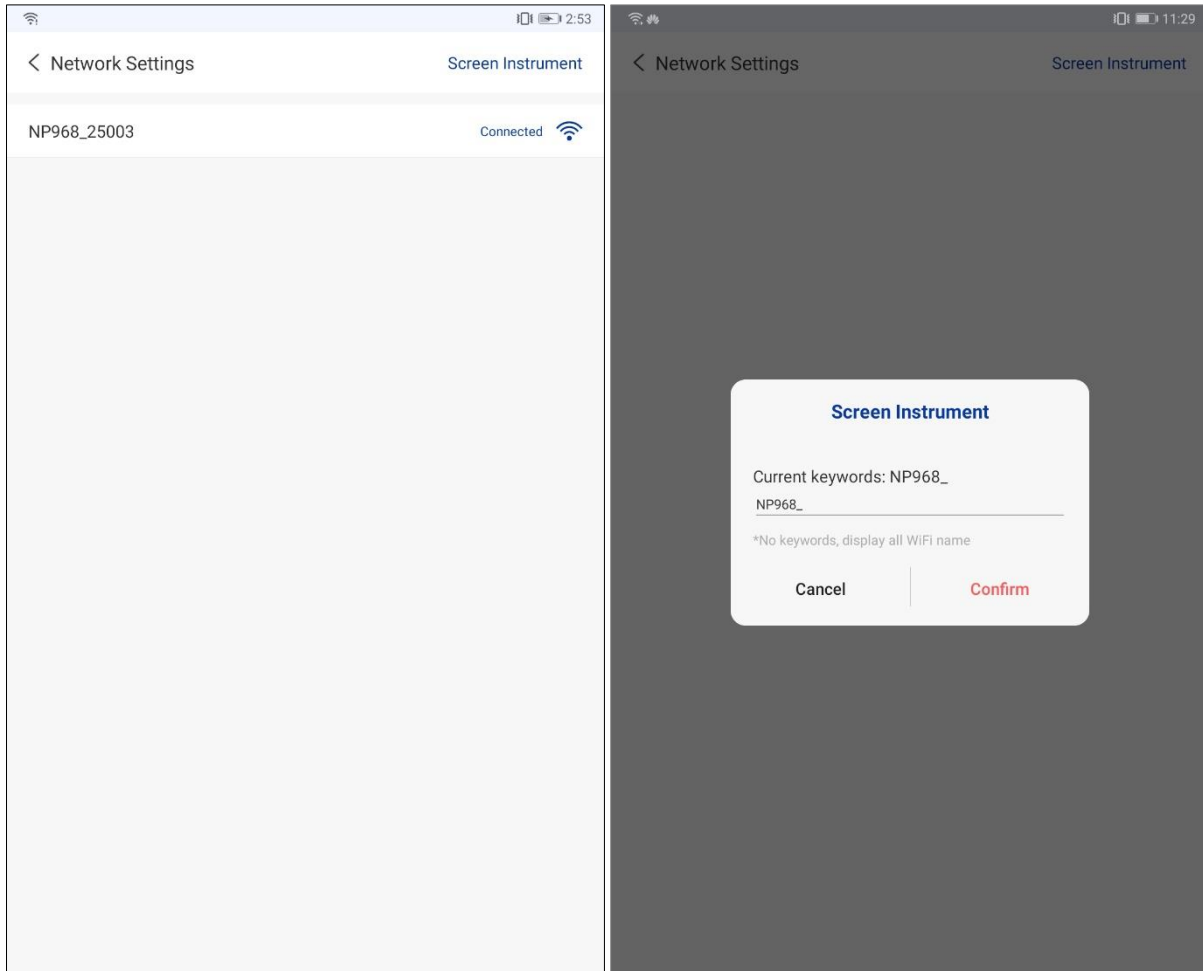 2:53
Network Settings
Screen Instrument
NP968_25003
Connected
11:29
Network Settings
Screen Instrument
Screen Instrument
Current keywords: NP968_
NP968_
*No keywords, display all WiFi name
Cancel
Confirm